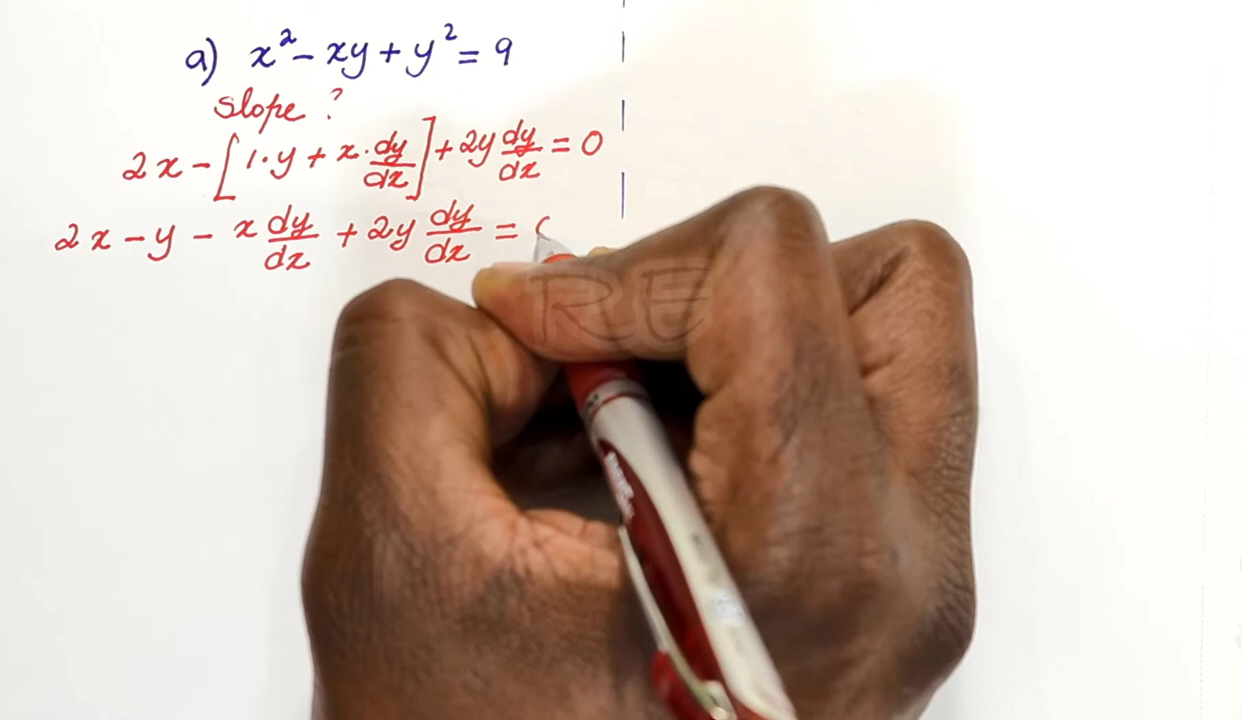 a) x² - xy + y² = 9
slope ?
2x - [1·y + x·dy/dx] + 2y dy/dx = 0
2x - y - x dy/dx + 2y dy/dx =
RE